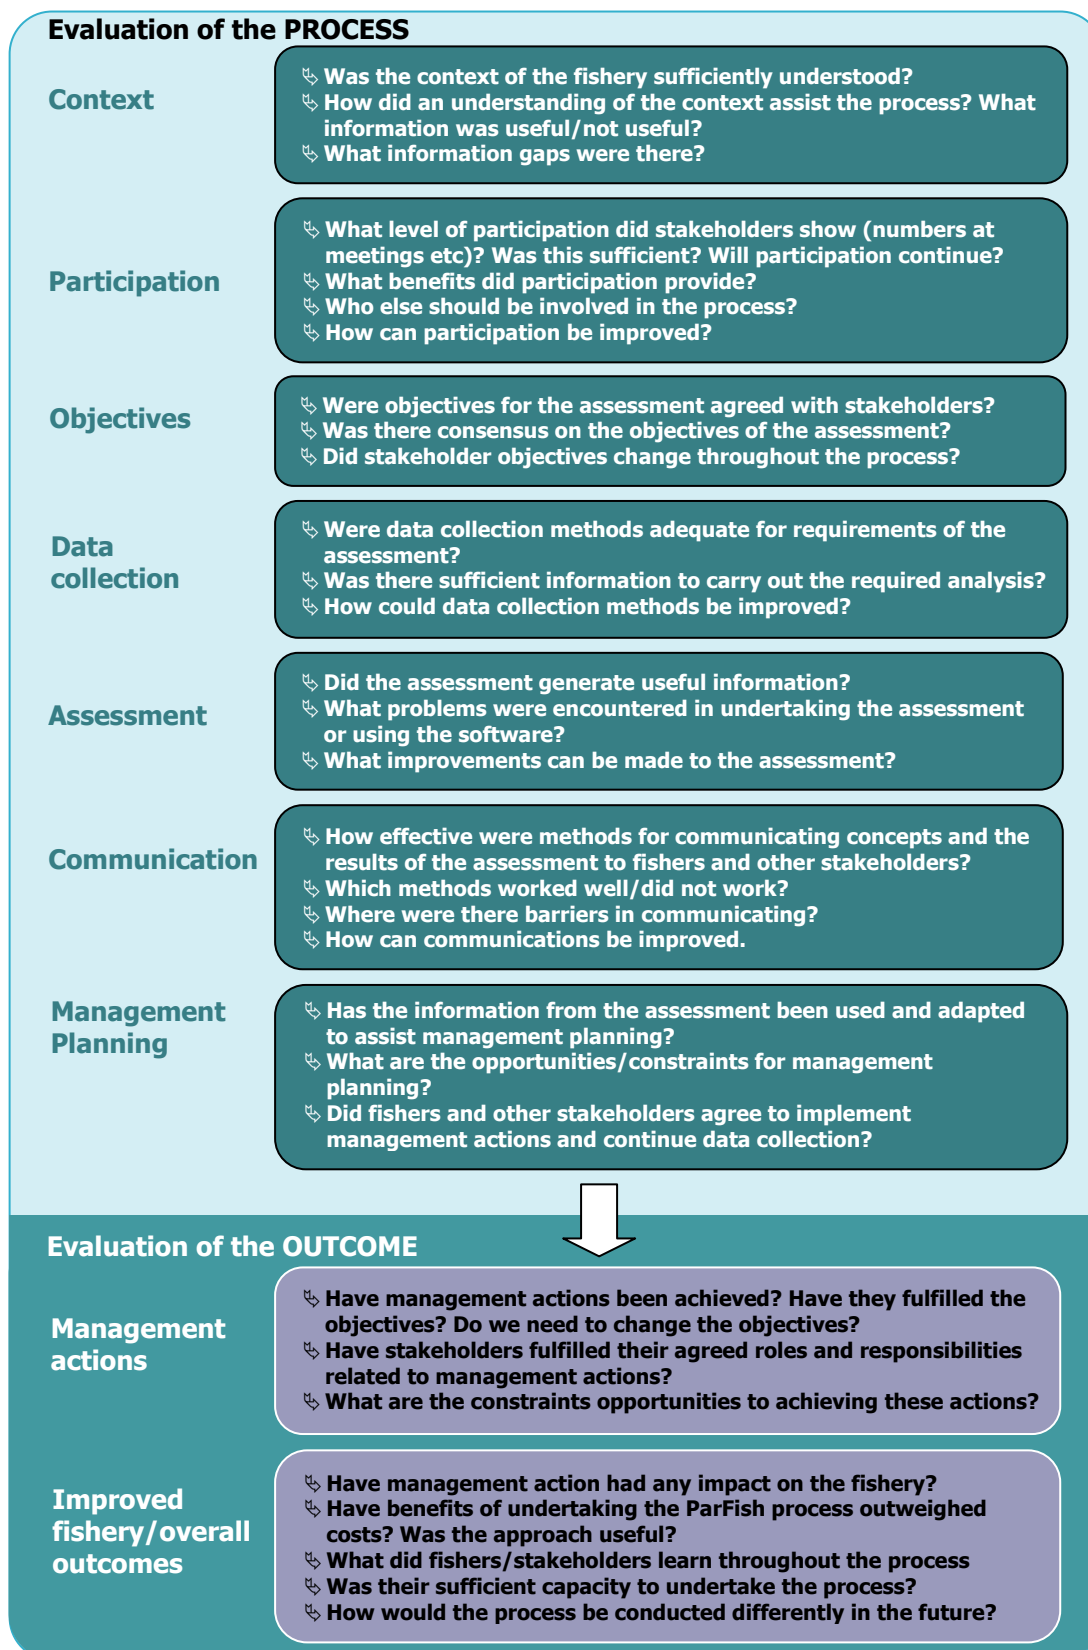 Evaluation of the PROCESS
Context
Was the context of the fishery sufficiently understood?
How did an understanding of the context assist the process? What
information was useful/not useful?
What information gaps were there?
Participation
What level of participation did stakeholders show (numbers at
meetings etc)? Was this sufficient? Will participation continue?
What benefits did participation provide?
Who else should be involved in the process?
How can participation be improved?
Objectives
Were objectives for the assessment agreed with stakeholders?
Was there consensus on the objectives of the assessment?
Did stakeholder objectives change throughout the process?
Data
collection
Were data collection methods adequate for requirements of the
assessment?
Was there sufficient information to carry out the required analysis?
How could data collection methods be improved?
Assessment
Did the assessment generate useful information?
What problems were encountered in undertaking the assessment
or using the software?
What improvements can be made to the assessment?
Communication
How effective were methods for communicating concepts and the
results of the assessment to fishers and other stakeholders?
Which methods worked well/did not work?
Where were there barriers in communicating?
How can communications be improved.
Management
Planning
Has the information from the assessment been used and adapted
to assist management planning?
What are the opportunities/constraints for management
planning?
Did fishers and other stakeholders agree to implement
management actions and continue data collection?
Evaluation of the OUTCOME
Management
actions
Have management actions been achieved? Have they fulfilled the
objectives? Do we need to change the objectives?
Have stakeholders fulfilled their agreed roles and responsibilities
related to management actions?
What are the constraints opportunities to achieving these actions?
Improved
fishery/overall
outcomes
Have management action had any impact on the fishery?
Have benefits of undertaking the ParFish process outweighed
costs? Was the approach useful?
What did fishers/stakeholders learn throughout the process
Was their sufficient capacity to undertake the process?
How would the process be conducted differently in the future?